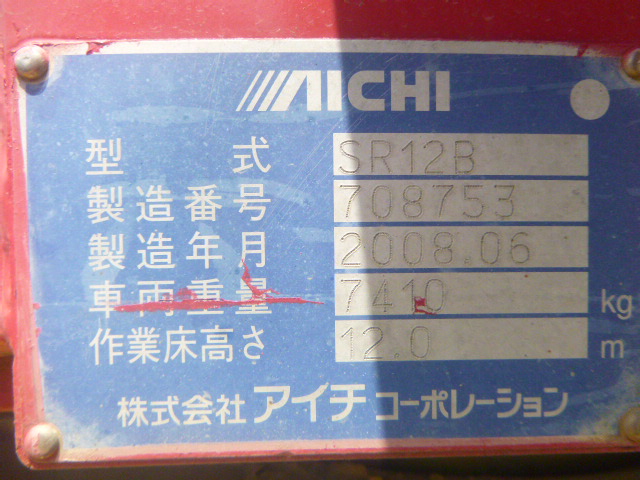 AICHI
型式 SR12B
製造番号 708753
製造年月 2008.06
車両重量 7410 kg
作業床高さ 12.0 m
株式会社 アイチ コーポレーション